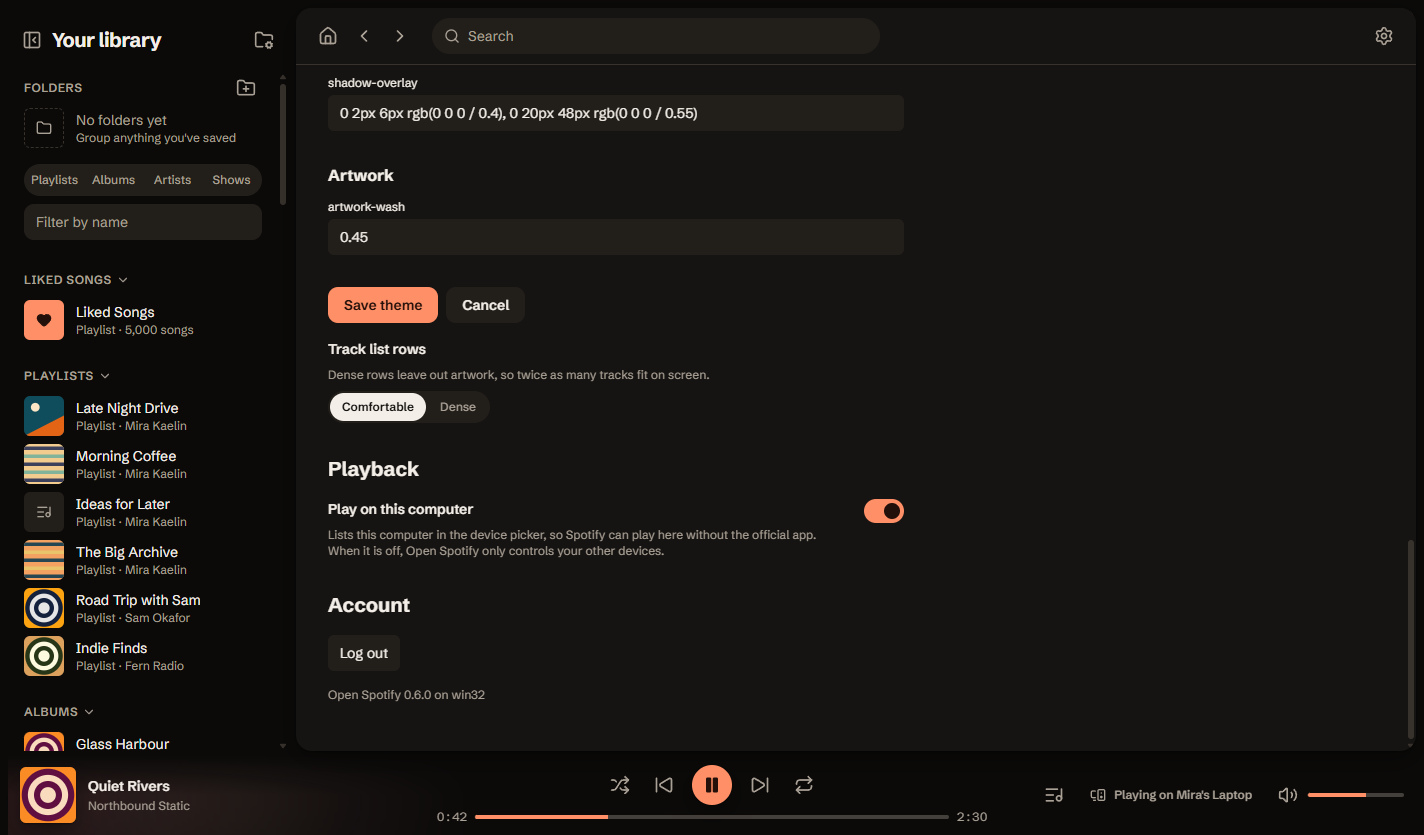 Your library
FOLDERS
No folders yet
Group anything you've saved
Playlists Albums Artists Shows
Filter by name
LIKED SONGS
Liked Songs
Playlist · 5,000 songs
PLAYLISTS
Late Night Drive
Playlist · Mira Kaelin
Morning Coffee
Playlist · Mira Kaelin
Ideas for Later
Playlist · Mira Kaelin
The Big Archive
Playlist · Mira Kaelin
Road Trip with Sam
Playlist · Sam Okafor
Indie Finds
Playlist · Fern Radio
ALBUMS
Glass Harbour
Search
shadow-overlay
0 2px 6px rgb(0 0 0 / 0.4), 0 20px 48px rgb(0 0 0 / 0.55)
Artwork
artwork-wash
0.45
Save theme Cancel
Track list rows
Dense rows leave out artwork, so twice as many tracks fit on screen.
Comfortable Dense
Playback
Play on this computer
Lists this computer in the device picker, so Spotify can play here without the official app.
When it is off, Open Spotify only controls your other devices.
Account
Log out
Open Spotify 0.6.0 on win32
Quiet Rivers
Northbound Static
0:42 2:30
Playing on Mira's Laptop